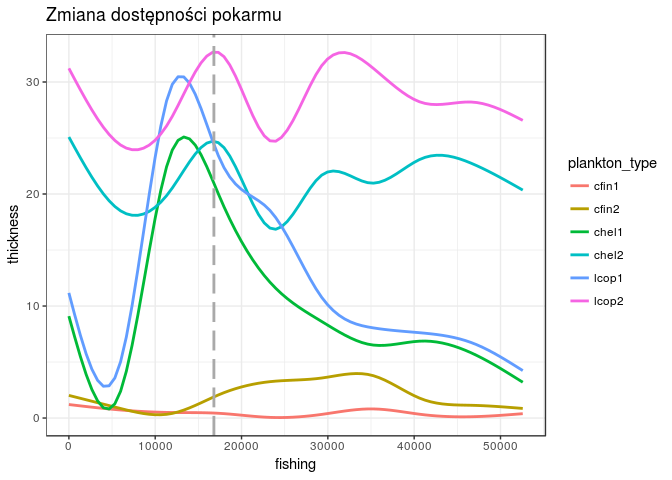 Zmiana dostępności pokarmu
thickness
30
20
10
0
0
10000
20000
30000
40000
50000
fishing
plankton_type
cfin1
cfin2
chel1
chel2
lcop1
lcop2